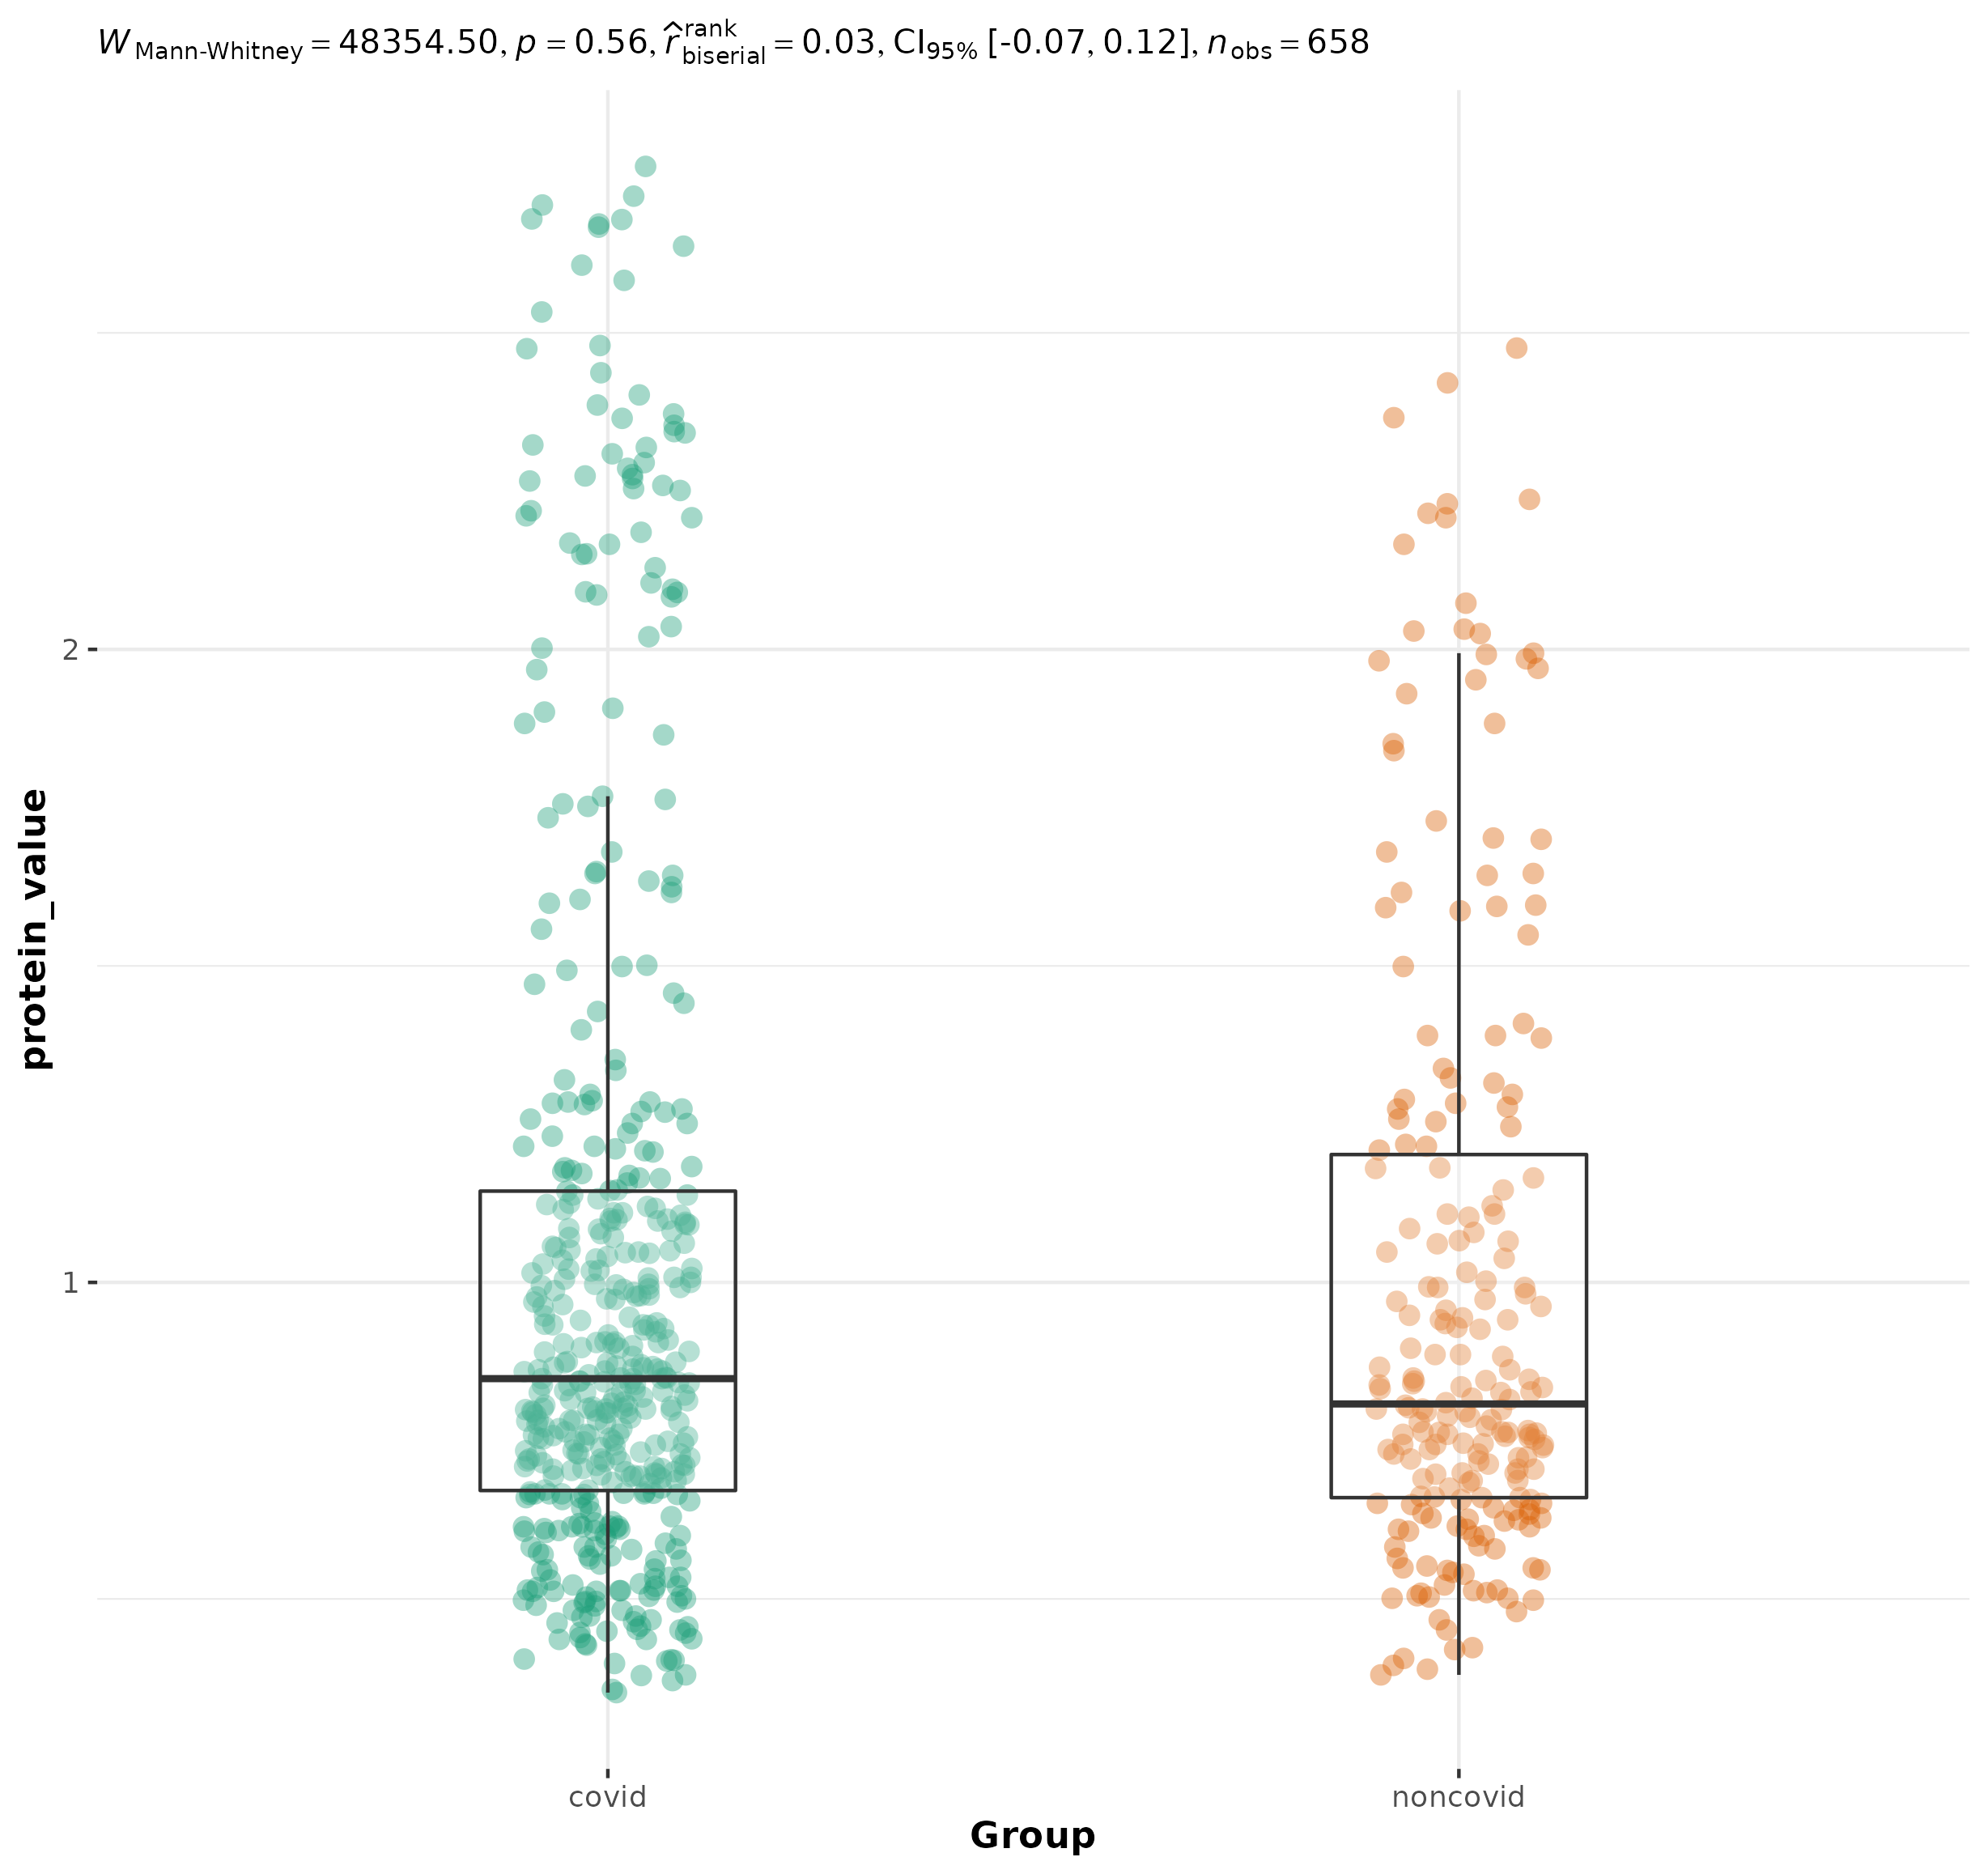 W Mann-Whitney = 48354.50, p = 0.56, r̂ rank biserial = 0.03, CI95% [-0.07, 0.12], nobs = 658
2
1
protein_value
covid noncovid
Group